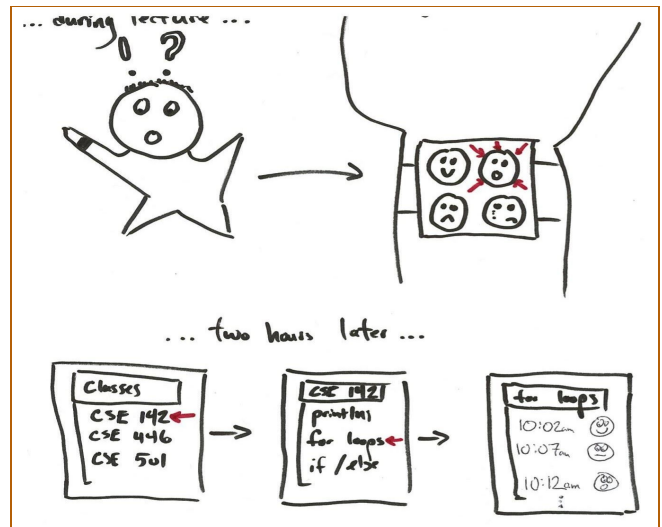 ... during lecture ...
! ?
... two hours later ...
Classes
CSE 142
CSE 446
CSE 501
CSE 142
println
for loops
if / else
for loops
10:02am
10:07am
10:12am